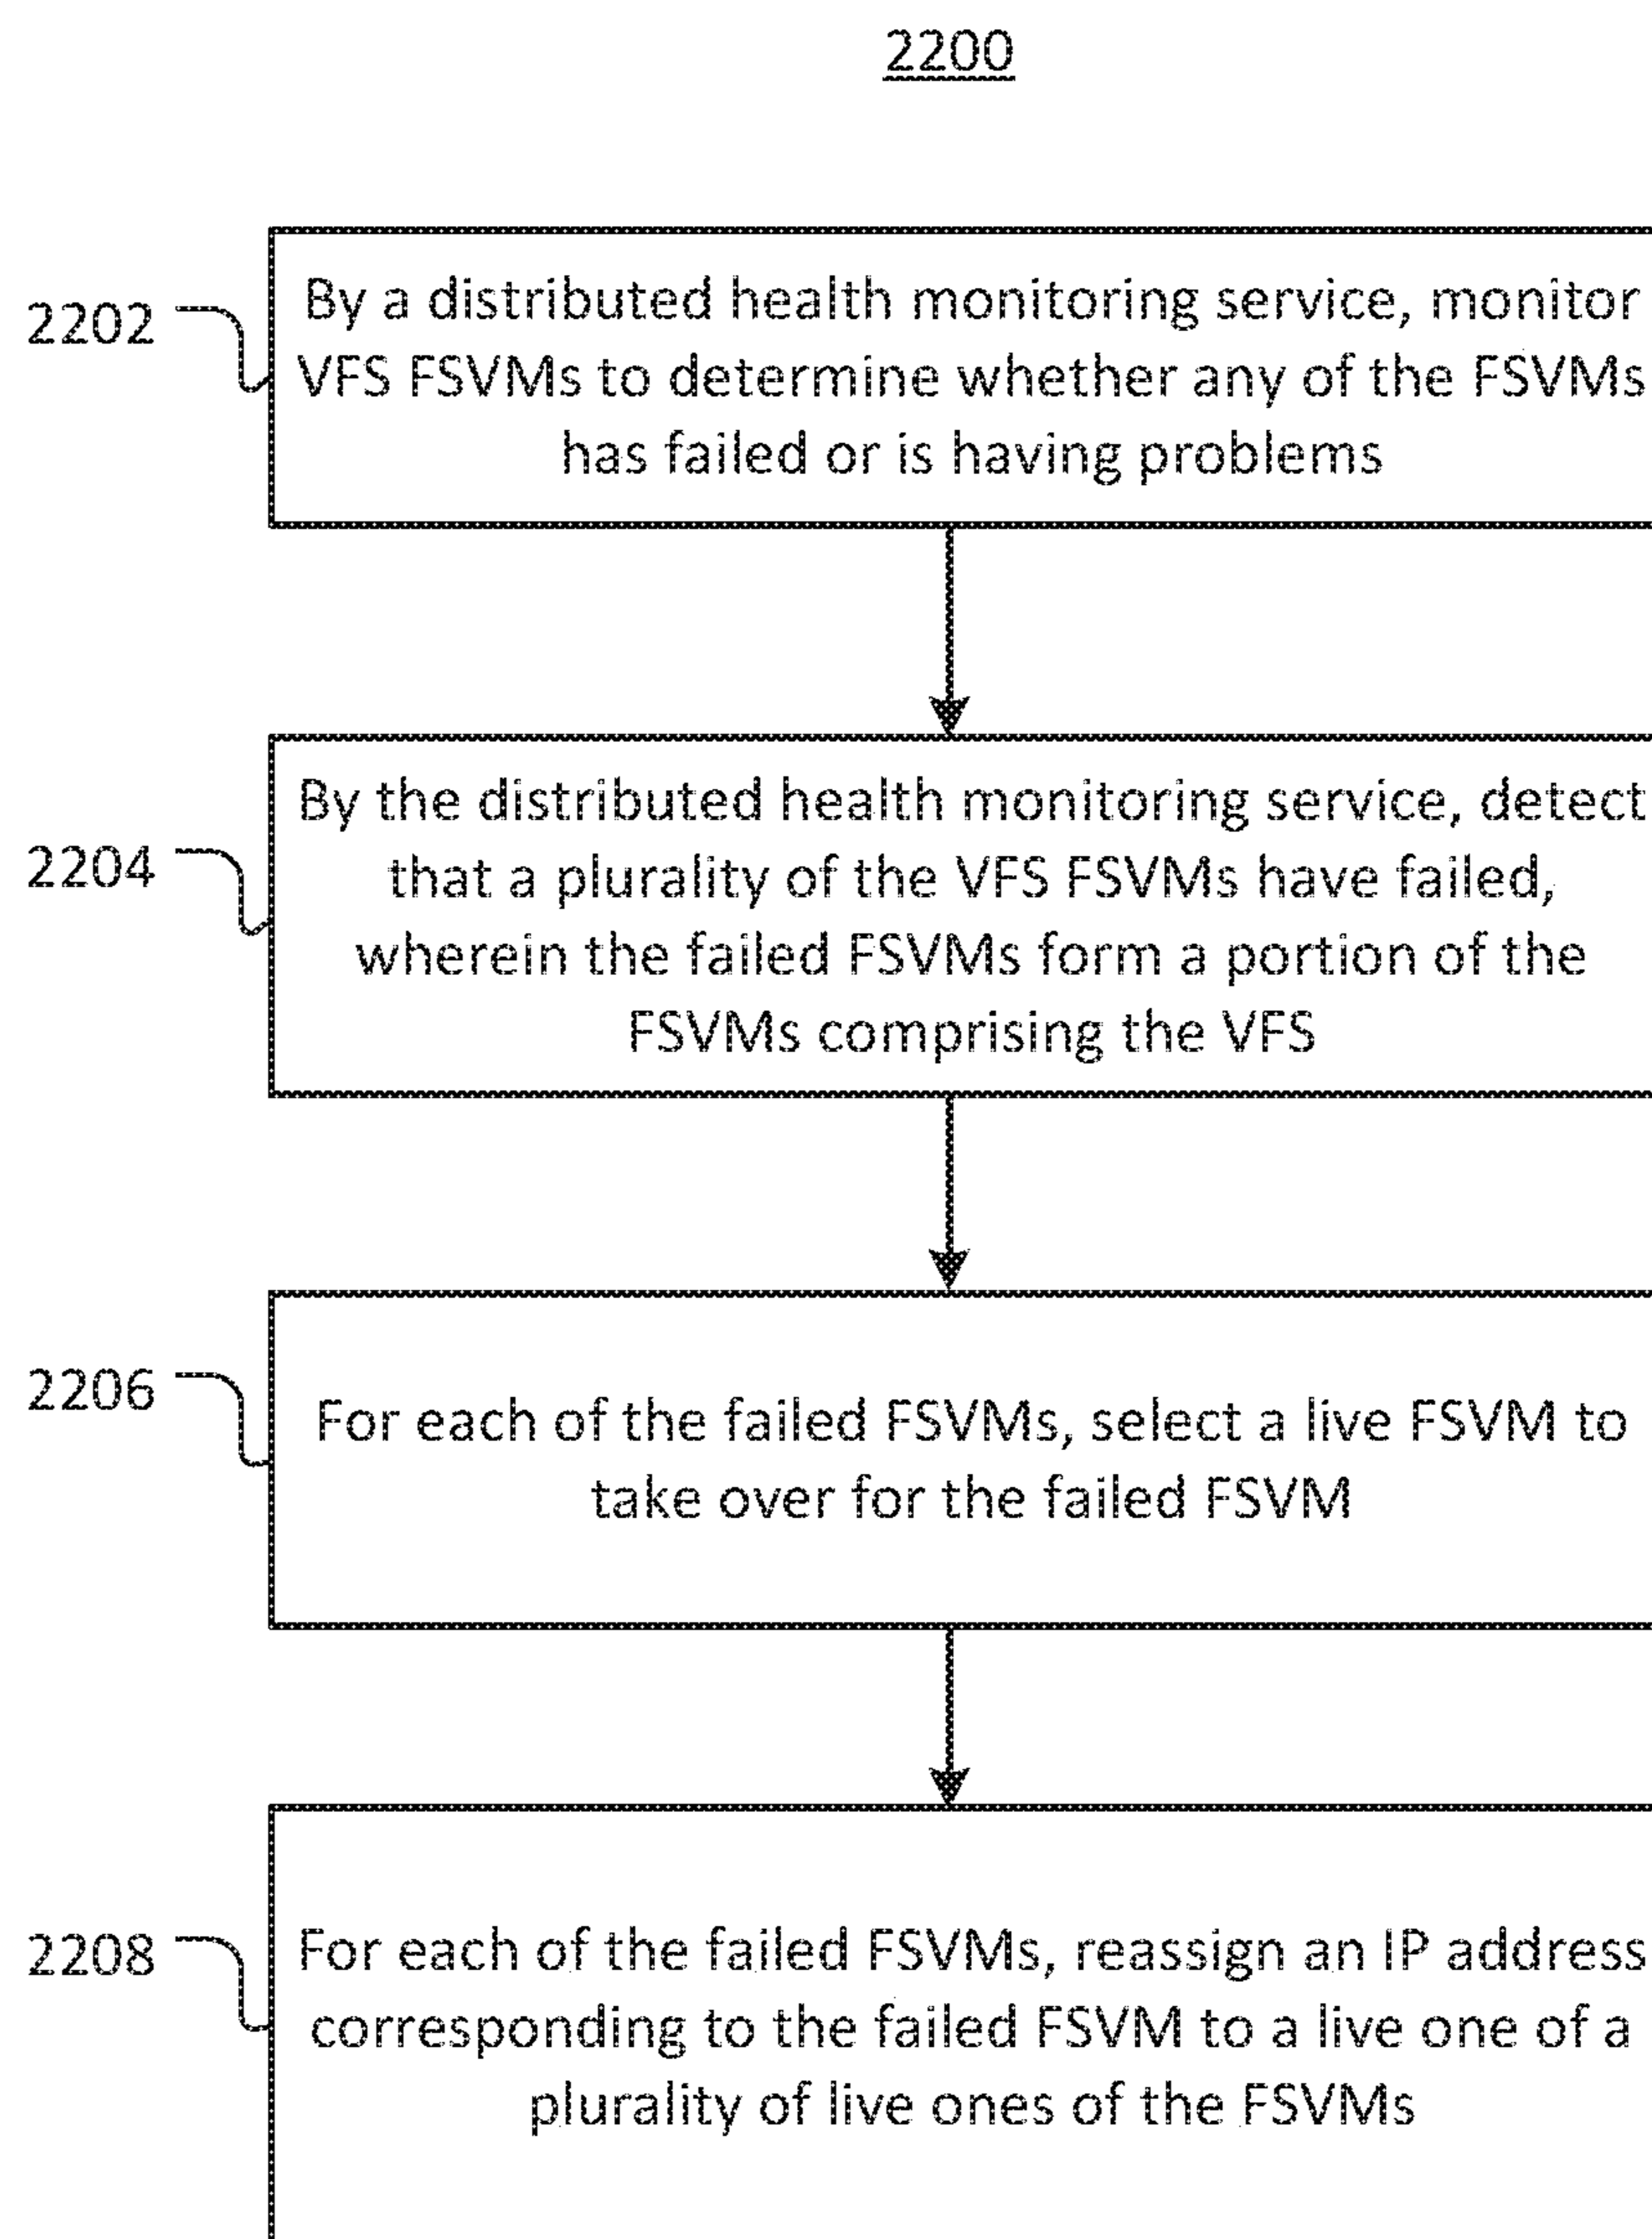 2200
2202
By a distributed health monitoring service, monitor
VFS FSVMs to determine whether any of the FSVMs
has failed or is having problems
2204
By the distributed health monitoring service, detect
that a plurality of the VFS FSVMs have failed,
wherein the failed FSVMs form a portion of the
FSVMs comprising the VFS
2206
For each of the failed FSVMs, select a live FSVM to
take over for the failed FSVM
2208
For each of the failed FSVMs, reassign an IP address
corresponding to the failed FSVM to a live one of a
plurality of live ones of the FSVMs